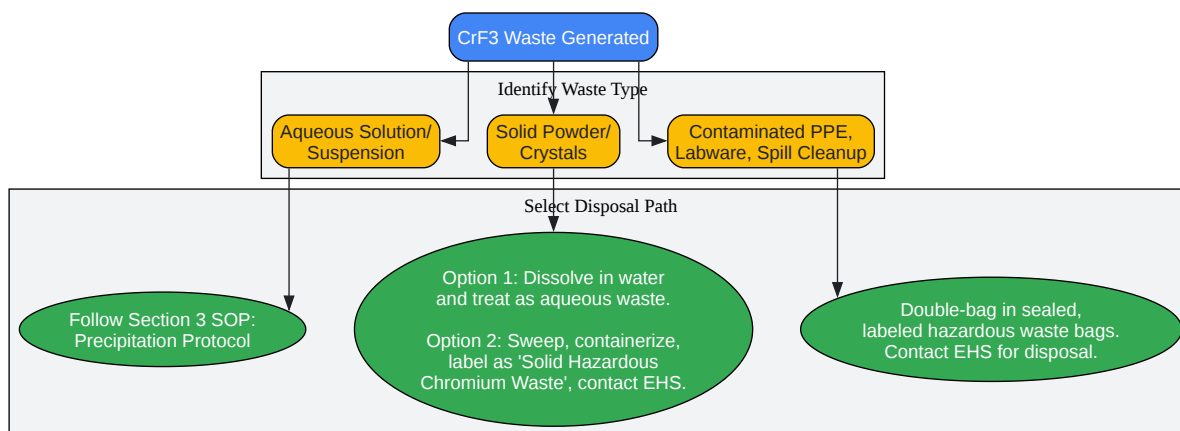 CrF3 Waste Generated
Identify Waste Type
Aqueous Solution/
Suspension
Solid Powder/
Crystals
Contaminated PPE,
Labware, Spill Cleanup
Select Disposal Path
Follow Section 3 SOP:
Precipitation Protocol
Option 1: Dissolve in water
and treat as aqueous waste.
Option 2: Sweep, containerize,
label as 'Solid Hazardous
Chromium Waste', contact EHS.
Double-bag in sealed,
labeled hazardous waste bags.
Contact EHS for disposal.